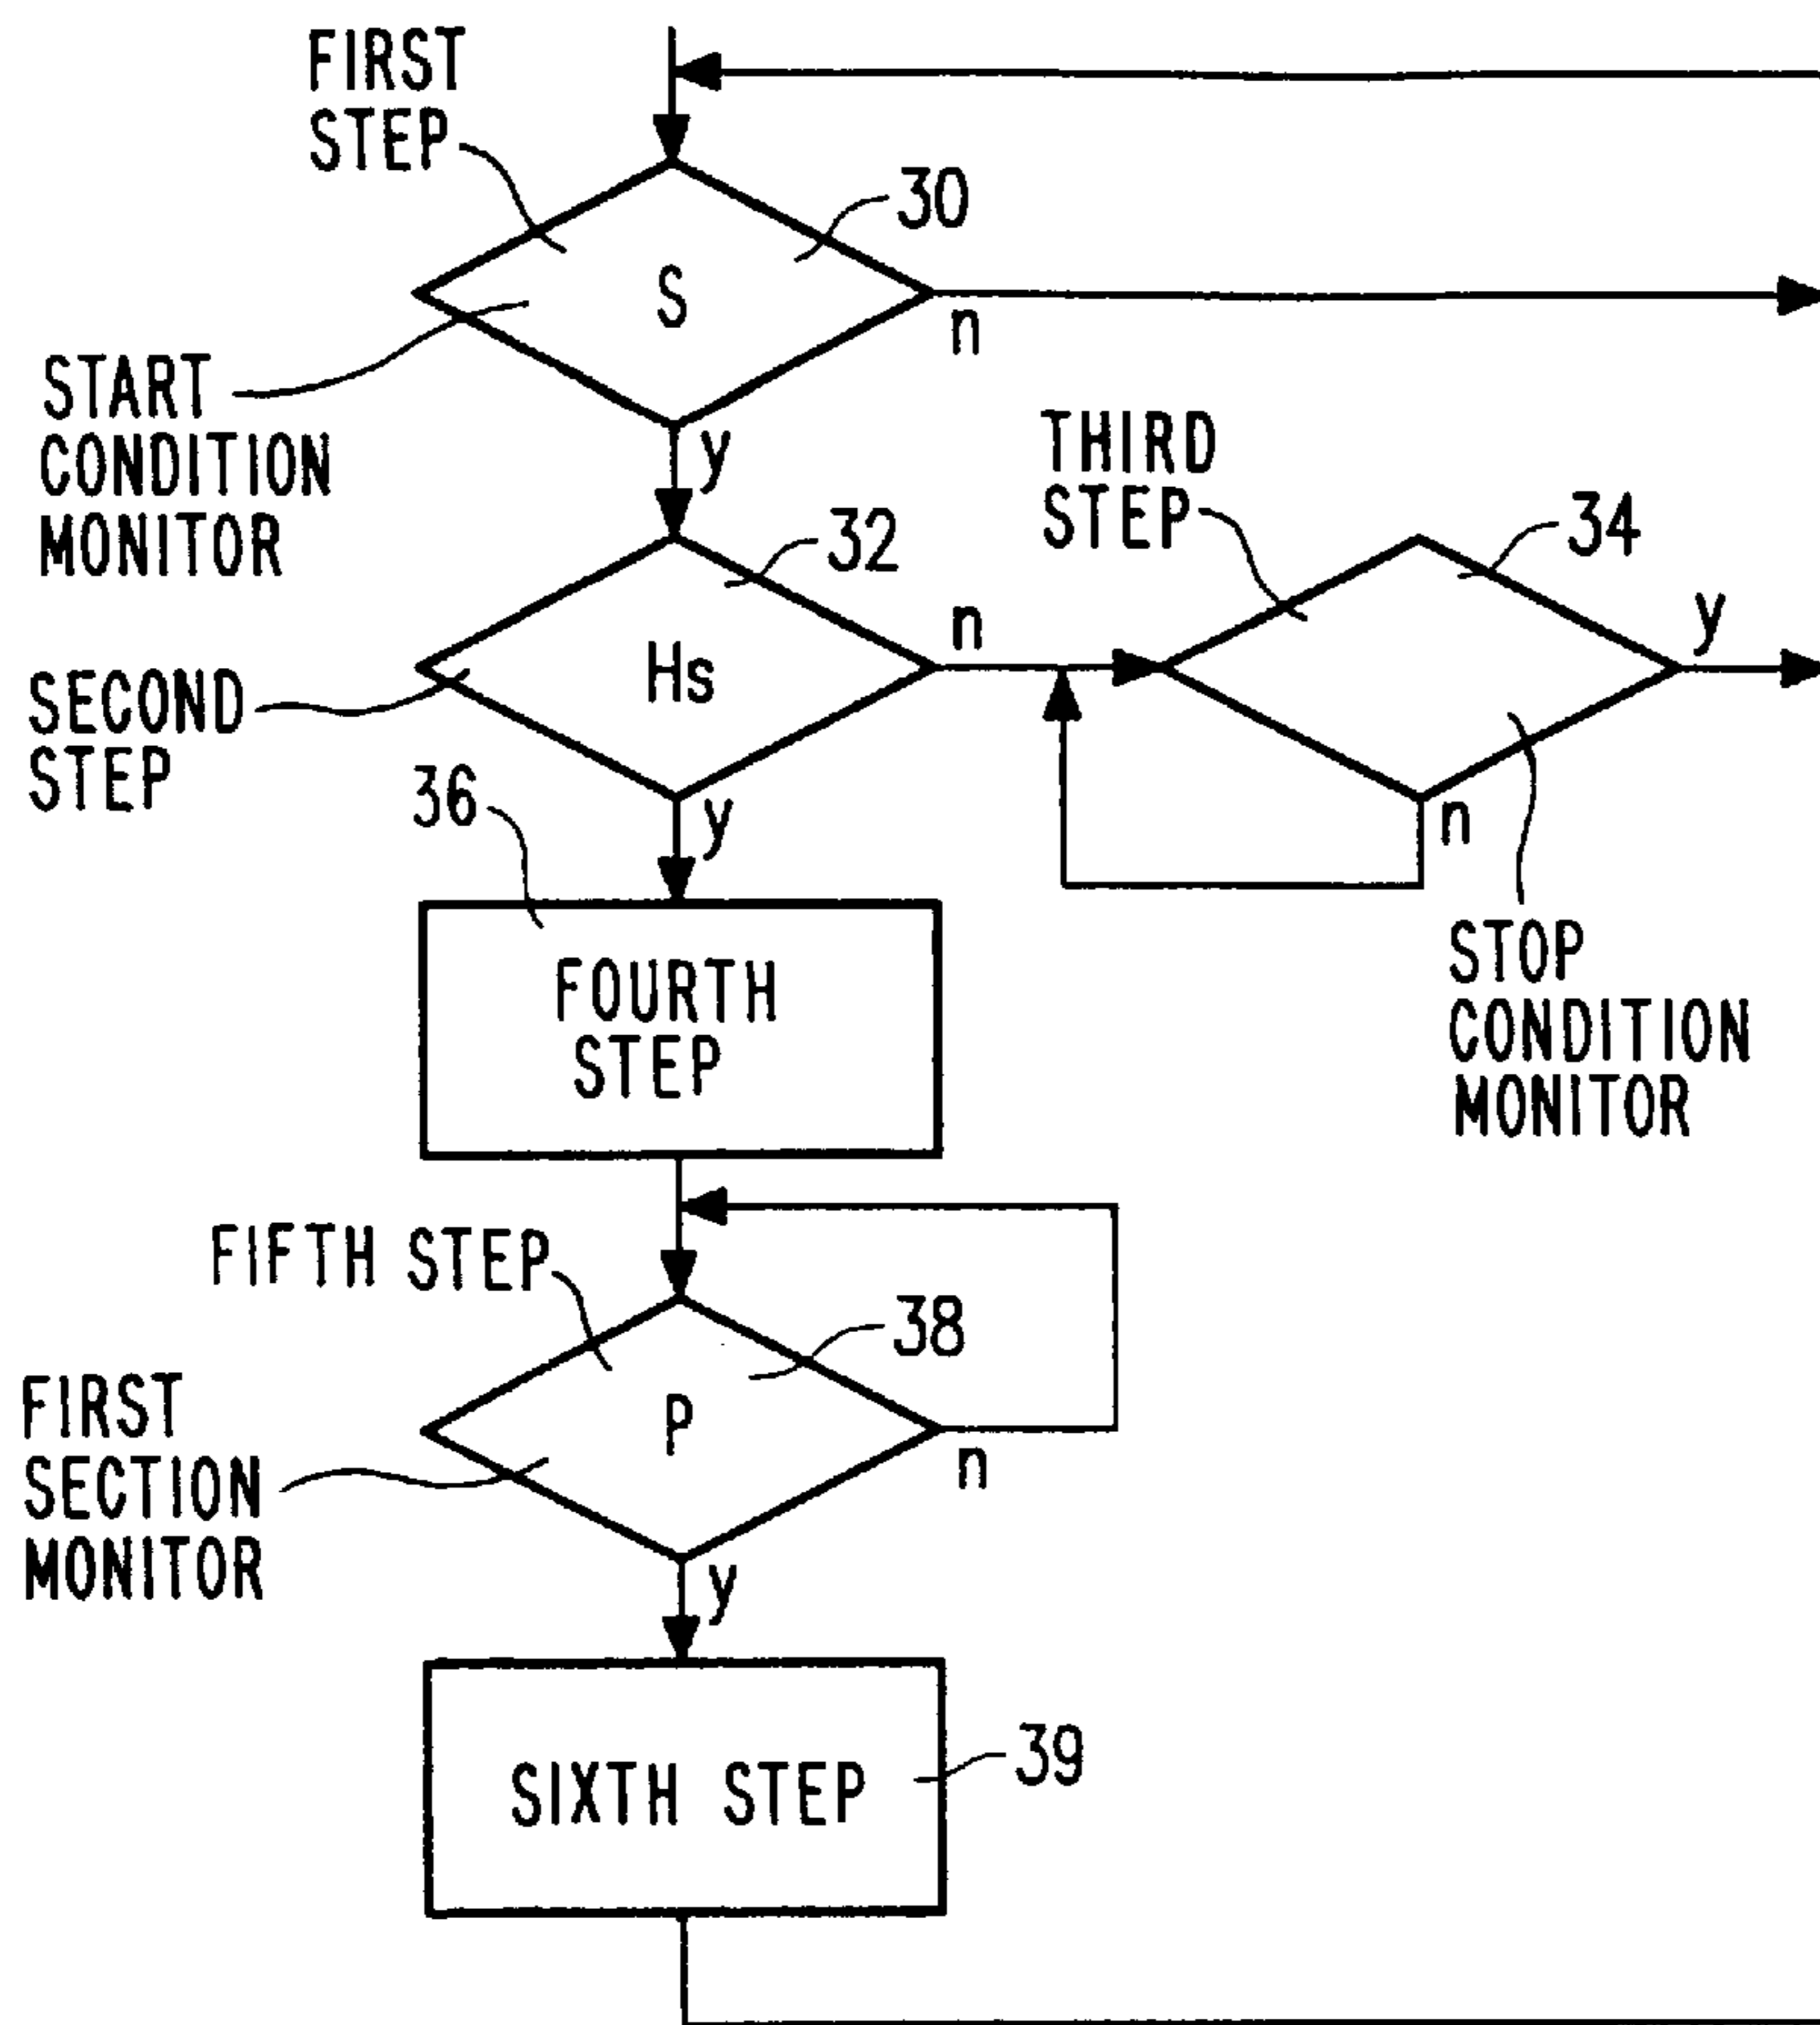 FIRST
STEP
30
S
n
START
CONDITION
MONITOR
y
THIRD
STEP
34
32
n
y
Hs
SECOND
STEP
36
y
n
FOURTH
STEP
STOP
CONDITION
MONITOR
FIFTH STEP
38
P
n
FIRST
SECTION
MONITOR
y
SIXTH STEP
39